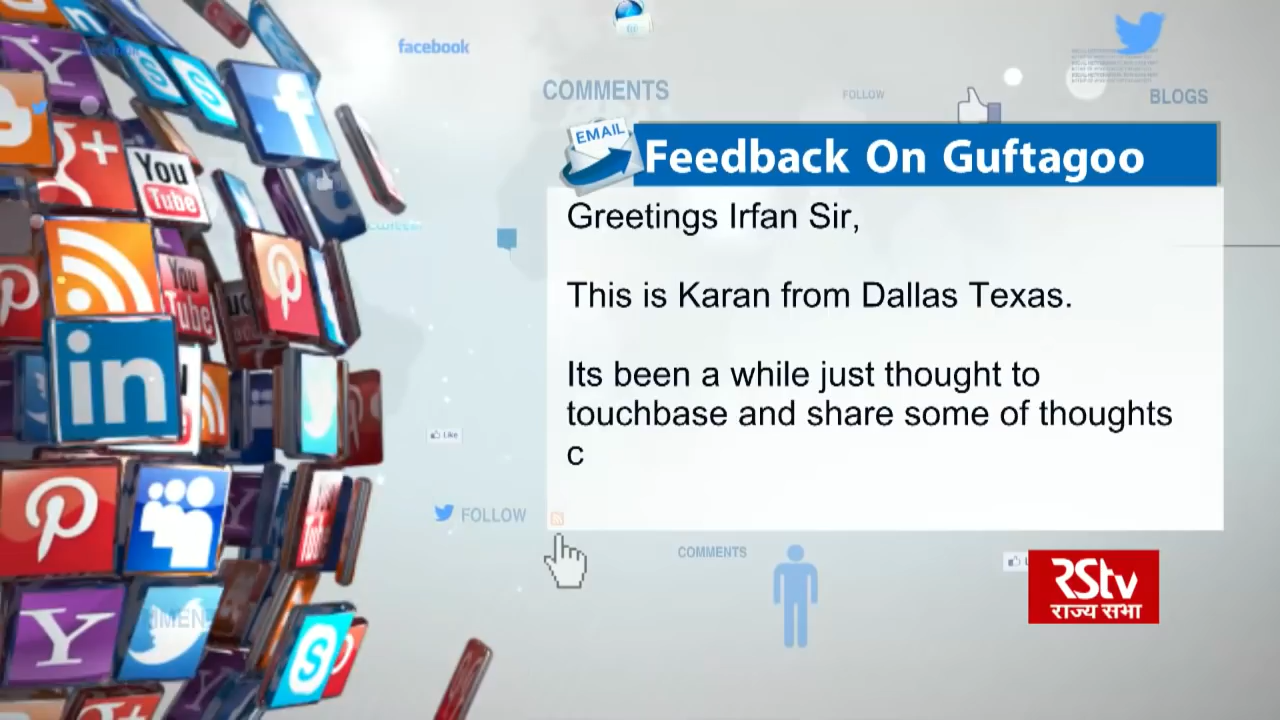 facebook
COMMENTS
FOLLOW
BLOGS
EMAIL
Feedback On Guftagoo
Greetings Irfan Sir,
This is Karan from Dallas Texas.
Its been a while just thought to
touchbase and share some of thoughts
c
You
Tube
You
Tube
in
Like
FOLLOW
COMMENTS
RStv
राज्य सभा